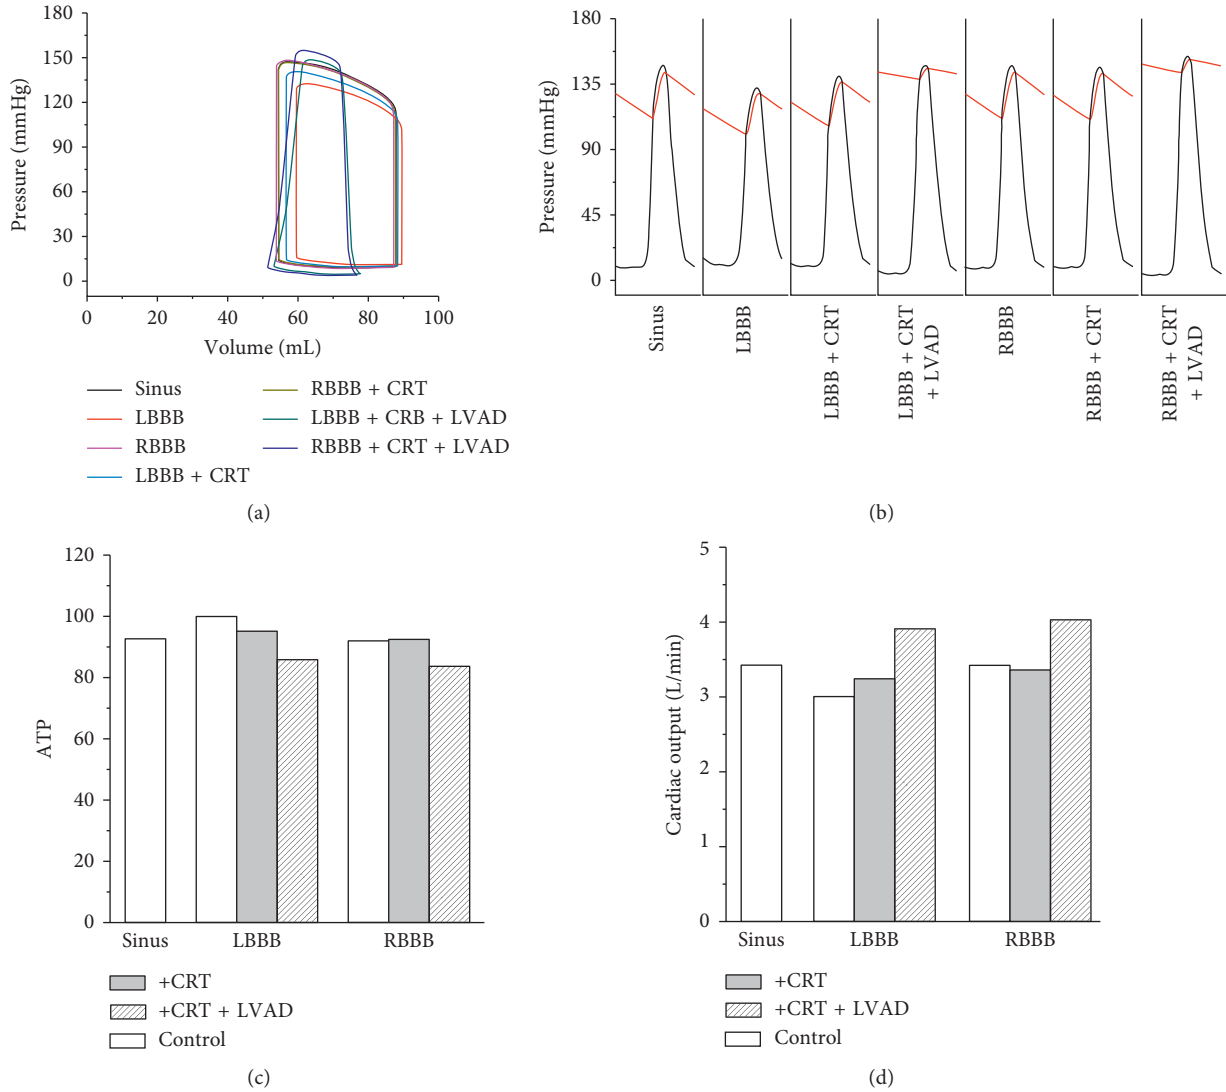 180
150
120
90
60
30
0
Pressure (mmHg)
0 20 40 60 80 100
Volume (mL)
Sinus
LBBB
RBBB
LBBB + CRT
RBBB + CRT
LBBB + CRB + LVAD
RBBB + CRT + LVAD
(a)
180
135
90
45
0
Pressure (mmHg)
Sinus
LBBB
LBBB + CRT
LBBB + CRT
+ LVAD
RBBB
RBBB + CRT
RBBB + CRT
+ LVAD
(b)
120
100
80
60
40
20
0
ATP
Sinus LBBB RBBB
+CRT
+CRT + LVAD
Control
(c)
5
4
3
2
1
0
Cardiac output (L/min)
Sinus LBBB RBBB
+CRT
+CRT + LVAD
Control
(d)